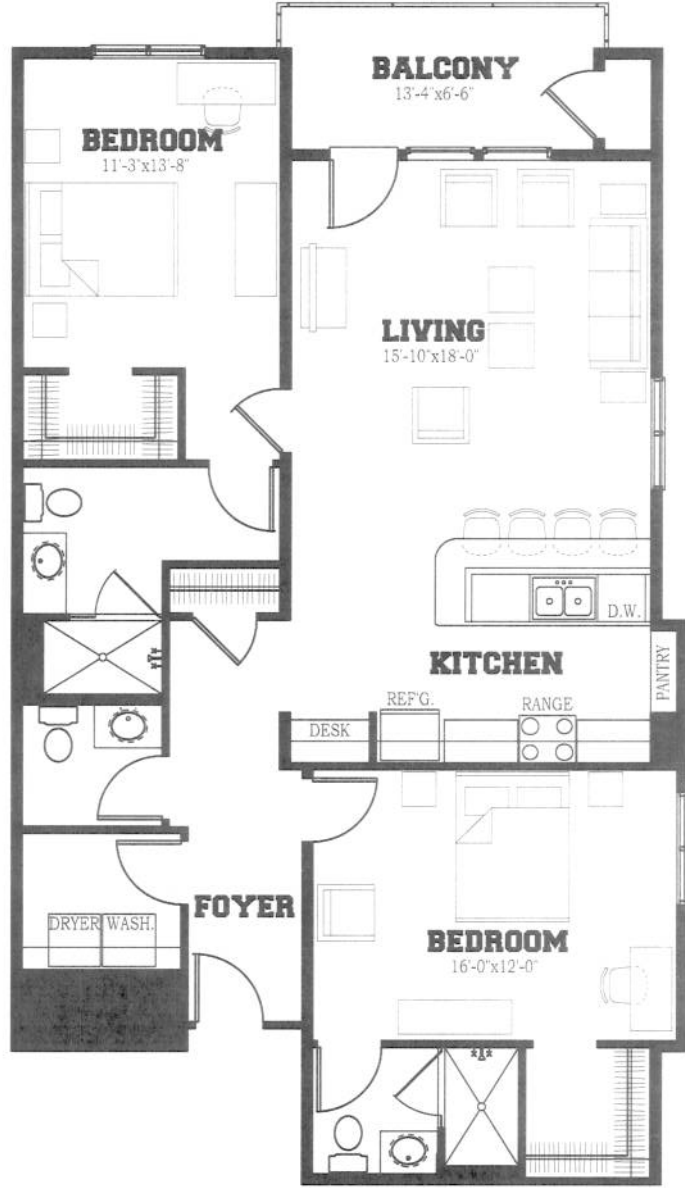 BALCONY
13'-4"x6'-6"
BEDROOM
11'-3"x13'-8"
LIVING
15'-10"x18'-0"
D.W.
KITCHEN
PANTRY
REF'G.
RANGE
DESK
FOYER
DRYER WASH.
BEDROOM
16'-0"x12'-0"